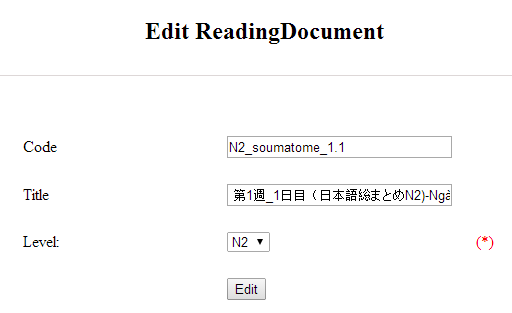 Edit ReadingDocument
Code N2_soumatome_1.1
Title 第1週_1日目（日本語総まとめN2)-Ngà
Level: N2 (*)
Edit